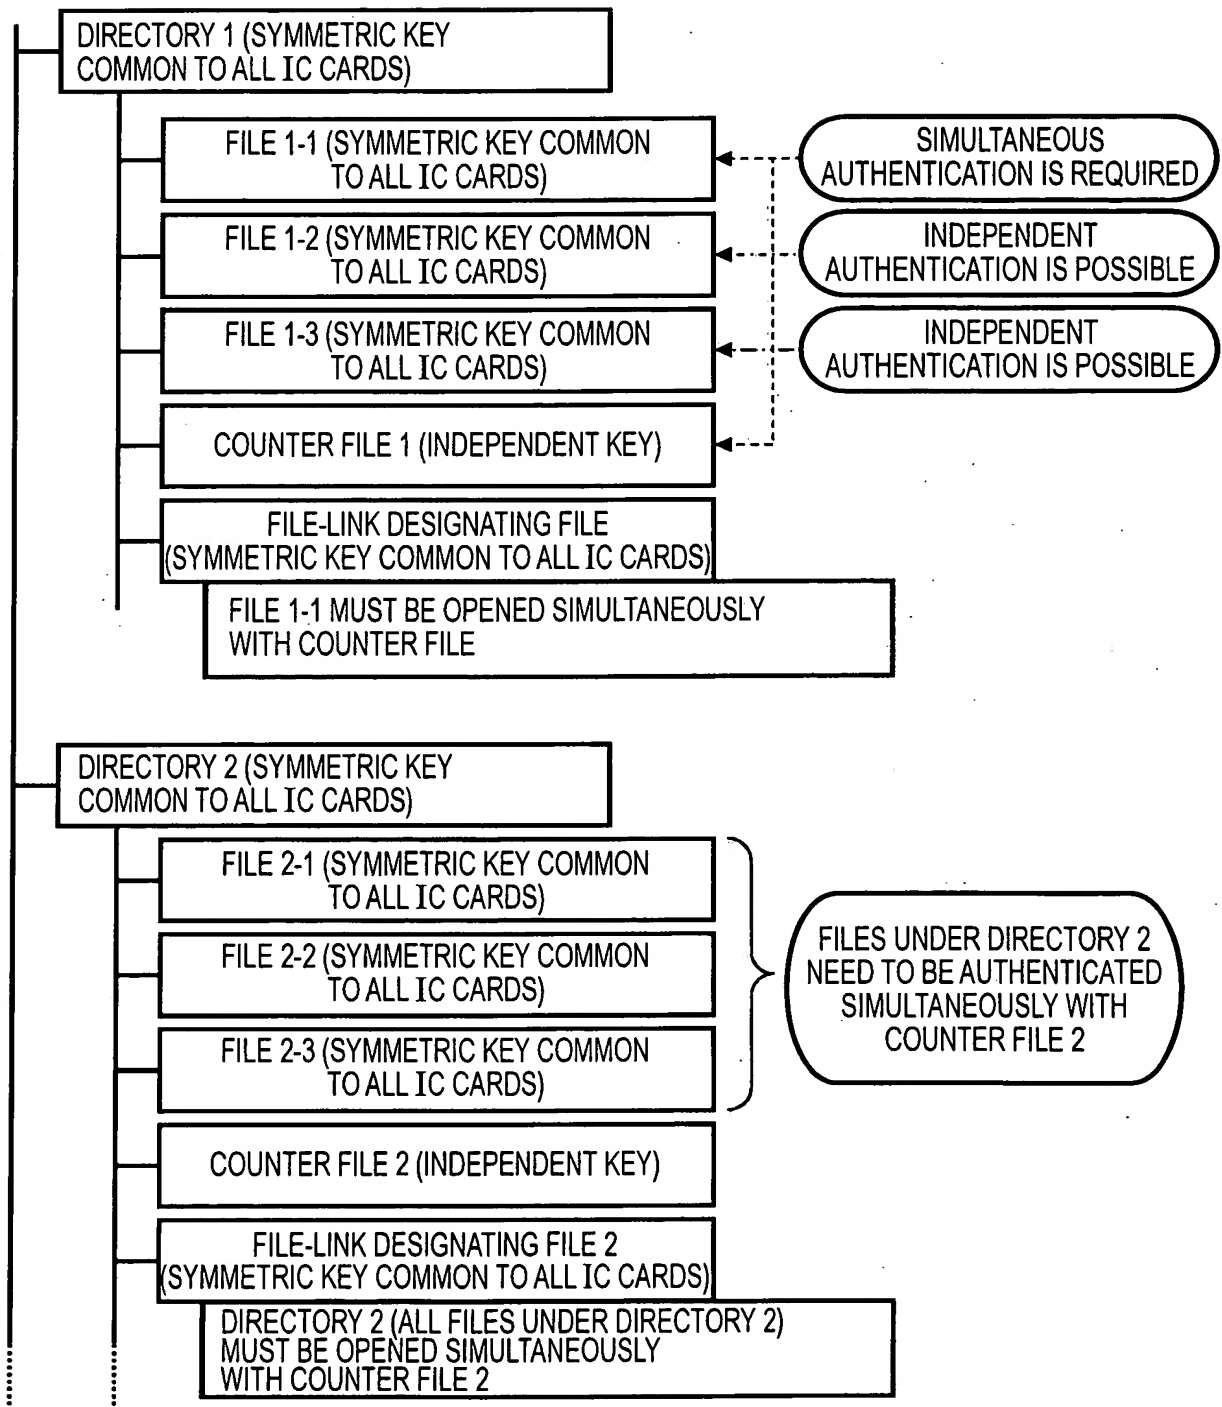 DIRECTORY 1 (SYMMETRIC KEY
COMMON TO ALL IC CARDS)
FILE 1-1 (SYMMETRIC KEY COMMON
TO ALL IC CARDS)
SIMULTANEOUS
AUTHENTICATION IS REQUIRED
FILE 1-2 (SYMMETRIC KEY COMMON
TO ALL IC CARDS)
INDEPENDENT
AUTHENTICATION IS POSSIBLE
FILE 1-3 (SYMMETRIC KEY COMMON
TO ALL IC CARDS)
INDEPENDENT
AUTHENTICATION IS POSSIBLE
COUNTER FILE 1 (INDEPENDENT KEY)
FILE-LINK DESIGNATING FILE
(SYMMETRIC KEY COMMON TO ALL IC CARDS)
FILE 1-1 MUST BE OPENED SIMULTANEOUSLY
WITH COUNTER FILE
DIRECTORY 2 (SYMMETRIC KEY
COMMON TO ALL IC CARDS)
FILE 2-1 (SYMMETRIC KEY COMMON
TO ALL IC CARDS)
FILE 2-2 (SYMMETRIC KEY COMMON
TO ALL IC CARDS)
FILE 2-3 (SYMMETRIC KEY COMMON
TO ALL IC CARDS)
FILES UNDER DIRECTORY 2
NEED TO BE AUTHENTICATED
SIMULTANEOUSLY WITH
COUNTER FILE 2
COUNTER FILE 2 (INDEPENDENT KEY)
FILE-LINK DESIGNATING FILE 2
(SYMMETRIC KEY COMMON TO ALL IC CARDS)
DIRECTORY 2 (ALL FILES UNDER DIRECTORY 2)
MUST BE OPENED SIMULTANEOUSLY
WITH COUNTER FILE 2